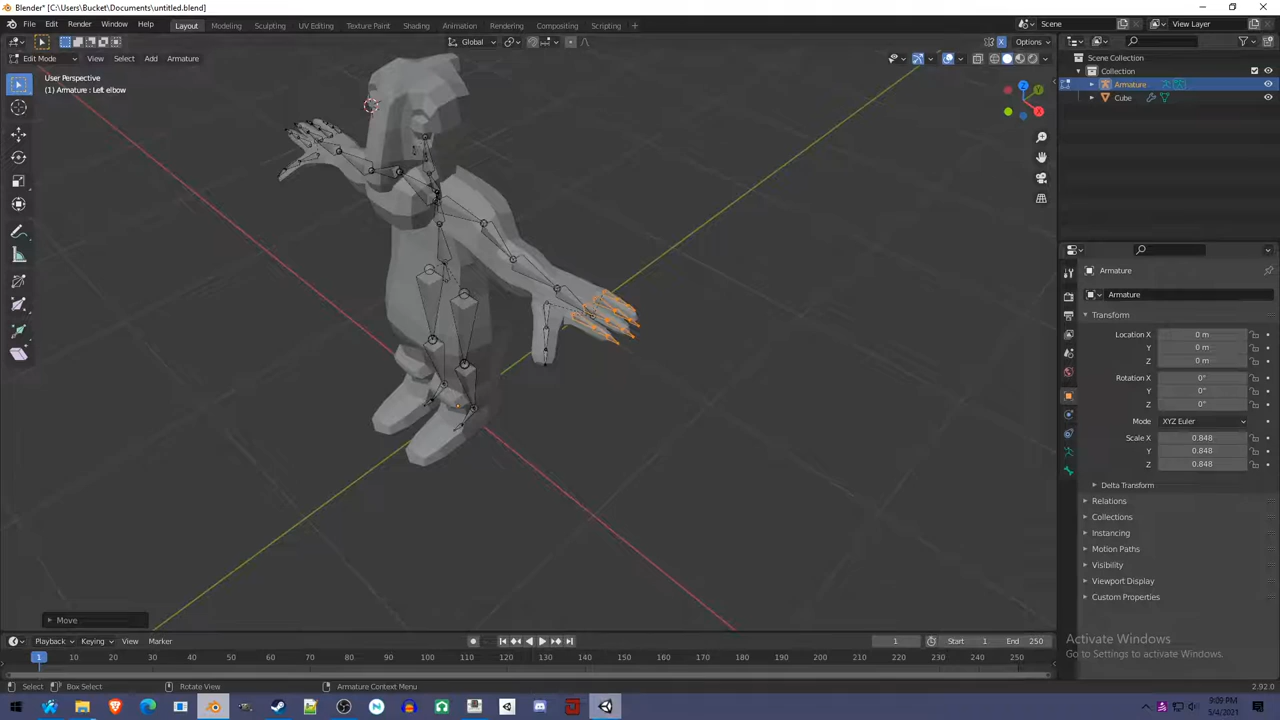 Blender* [C:\Users\Bucket\Documents\untitled.blend]
File Edit Render Window Help Layout Modeling Sculpting UV Editing Texture Paint Shading Animation Rendering Compositing Scripting + Scene View Layer
Global Options
Edit Mode View Select Add Armature X
User Perspective
(1) Armature : Left elbow
Scene Collection
Collection
Armature
Cube
Z
Y
X
Armature
Armature
Transform
Location X 0 m
Y 0 m
Z 0 m
Rotation X 0°
Y 0°
Z 0°
Mode XYZ Euler
Scale X 0.848
Y 0.848
Z 0.848
Delta Transform
Relations
Collections
Instancing
Motion Paths
Visibility
Viewport Display
Custom Properties
Move
Activate Windows
Go to Settings to activate Windows.
Playback Keying View Marker 1 Start 1 End 250
1 10 20 30 40 50 60 70 80 90 100 110 120 130 140 150 160 170 180 190 200 210 220 230 240 250
Select Box Select Rotate View Armature Context Menu 2.92.0
9:09 PM
5/4/2021